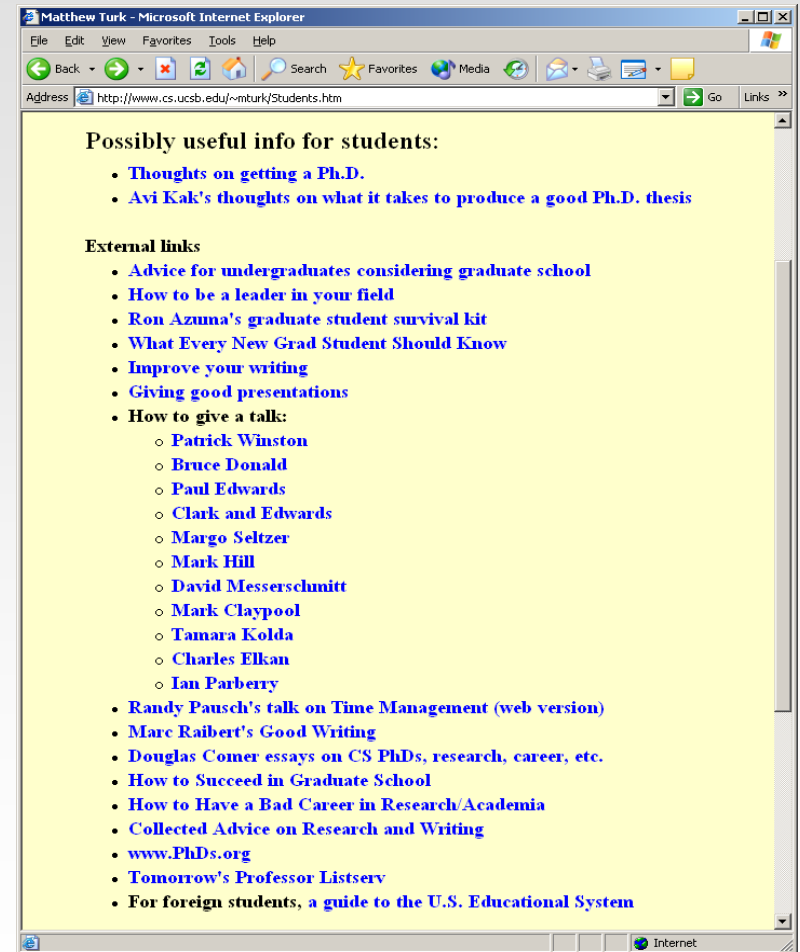 Matthew Turk - Microsoft Internet Explorer
File Edit View Favorites Tools Help
Back Search Favorites Media
Address http://www.cs.ucsb.edu/~mturk/Students.htm Go Links »
Possibly useful info for students:
• Thoughts on getting a Ph.D.
• Avi Kak's thoughts on what it takes to produce a good Ph.D. thesis
External links
• Advice for undergraduates considering graduate school
• How to be a leader in your field
• Ron Azuma's graduate student survival kit
• What Every New Grad Student Should Know
• Improve your writing
• Giving good presentations
• How to give a talk:
○ Patrick Winston
○ Bruce Donald
○ Paul Edwards
○ Clark and Edwards
○ Margo Seltzer
○ Mark Hill
○ David Messerschmitt
○ Mark Claypool
○ Tamara Kolda
○ Charles Elkan
○ Ian Parberry
• Randy Pausch's talk on Time Management (web version)
• Marc Raibert's Good Writing
• Douglas Comer essays on CS PhDs, research, career, etc.
• How to Succeed in Graduate School
• How to Have a Bad Career in Research/Academia
• Collected Advice on Research and Writing
• www.PhDs.org
• Tomorrow's Professor Listserv
• For foreign students, a guide to the U.S. Educational System
Internet